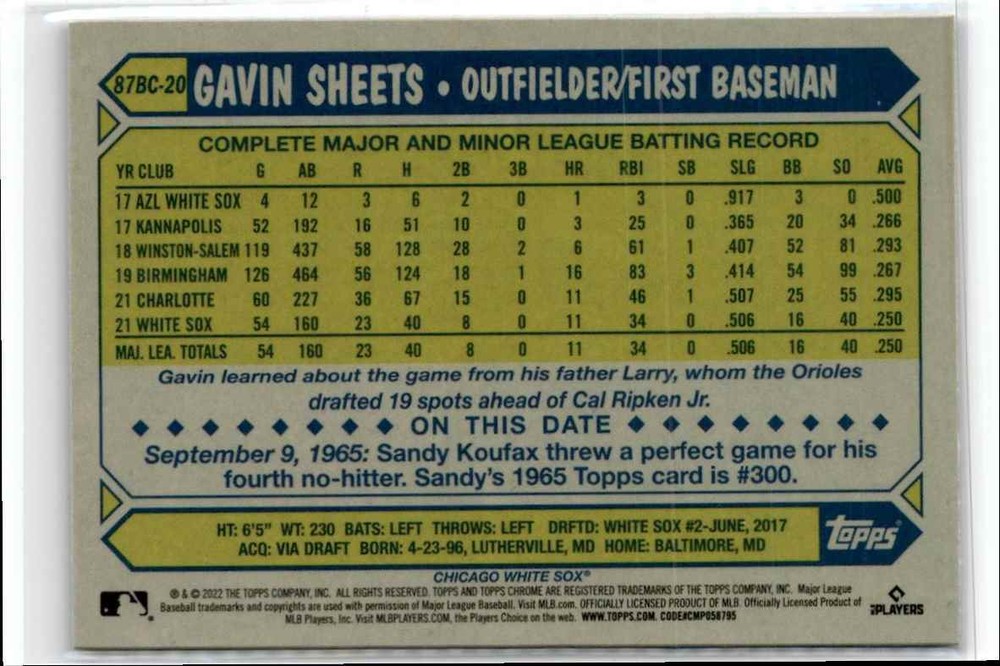 87BC-20 GAVIN SHEETS • OUTFIELDER/FIRST BASEMAN
COMPLETE MAJOR AND MINOR LEAGUE BATTING RECORD
YR CLUB G AB R H 2B 3B HR RBI SB SLG BB SO AVG
17 AZL WHITE SOX 4 12 3 6 2 0 1 3 0 .917 3 0 .500
17 KANNAPOLIS 52 192 16 51 10 0 3 25 0 .365 20 34 .266
18 WINSTON-SALEM 119 437 58 128 28 2 6 61 1 .407 52 81 .293
19 BIRMINGHAM 126 464 56 124 18 1 16 83 3 .414 54 99 .267
21 CHARLOTTE 60 227 36 67 15 0 11 46 1 .507 25 55 .295
21 WHITE SOX 54 160 23 40 8 0 11 34 0 .506 16 40 .250
MAJ. LEA. TOTALS 54 160 23 40 8 0 11 34 0 .506 16 40 .250
Gavin learned about the game from his father Larry, whom the Orioles
drafted 19 spots ahead of Cal Ripken Jr.
◆ ◆ ◆ ◆ ◆ ◆ ◆ ◆ ON THIS DATE ◆ ◆ ◆ ◆ ◆ ◆ ◆ ◆
September 9, 1965: Sandy Koufax threw a perfect game for his
fourth no-hitter. Sandy's 1965 Topps card is #300.
HT: 6'5" WT: 230 BATS: LEFT THROWS: LEFT DRFTD: WHITE SOX #2-JUNE, 2017
ACQ: VIA DRAFT BORN: 4-23-96, LUTHERVILLE, MD HOME: BALTIMORE, MD
topps®
CHICAGO WHITE SOX®
® & © 2022 THE TOPPS COMPANY, INC. ALL RIGHTS RESERVED. TOPPS AND TOPPS CHROME ARE REGISTERED TRADEMARKS OF THE TOPPS COMPANY, INC. Major League
Baseball trademarks and copyrights are used with permission of Major League Baseball. Visit MLB.com. OFFICIALLY LICENSED PRODUCT OF MLB. Officially Licensed Product of
MLB Players, Inc. Visit MLBPLAYERS.COM, the Players Choice on the web. WWW.TOPPS.COM. CODE#CMP058795
PLAYERS